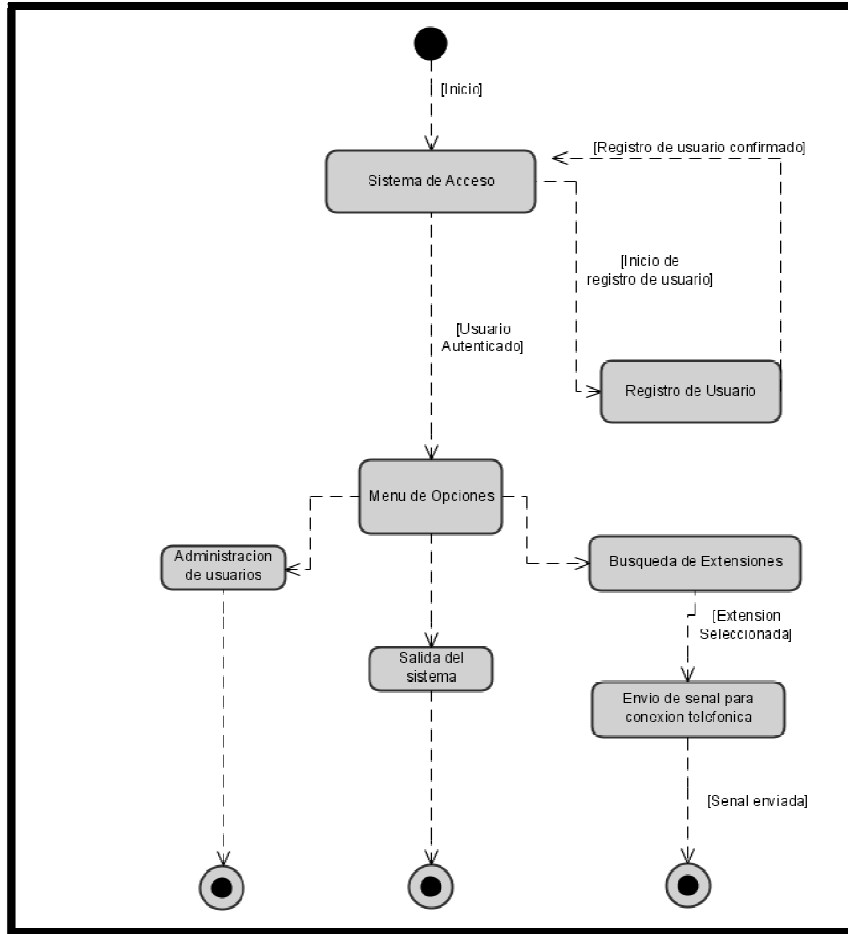 [Inicio]
[Registro de usuario confirmado]
Sistema de Acceso
[Inicio de
registro de usuario]
[Usuario
Autenticado]
Registro de Usuario
Menu de Opciones
Administracion
de usuarios
Busqueda de Extensiones
[Extension
Seleccionada]
Salida del
sistema
Envio de senal para
conexion telefonica
[Senal enviada]